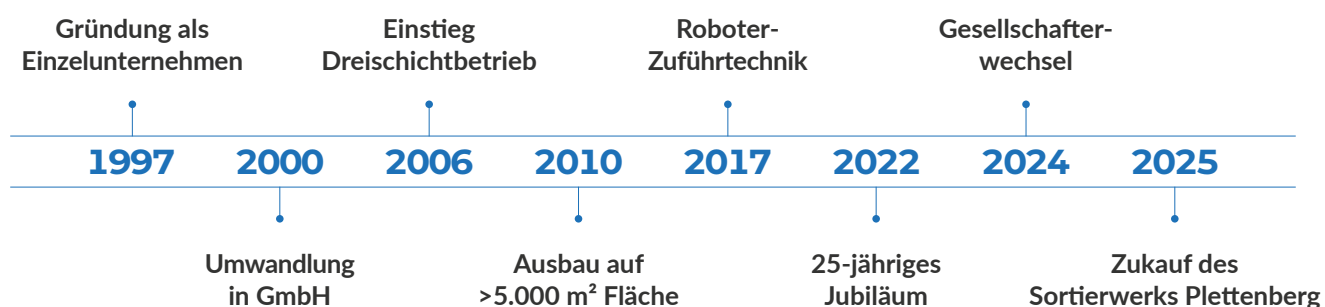 Gründung als
Einzelunternehmen
Einstieg
Dreischichtbetrieb
Roboter-
Zuführtechnik
Gesellschafter-
wechsel
1997 2000 2006 2010 2017 2022 2024 2025
Umwandlung
in GmbH
Ausbau auf
>5.000 m² Fläche
25-jähriges
Jubiläum
Zukauf des
Sortierwerks Plettenberg